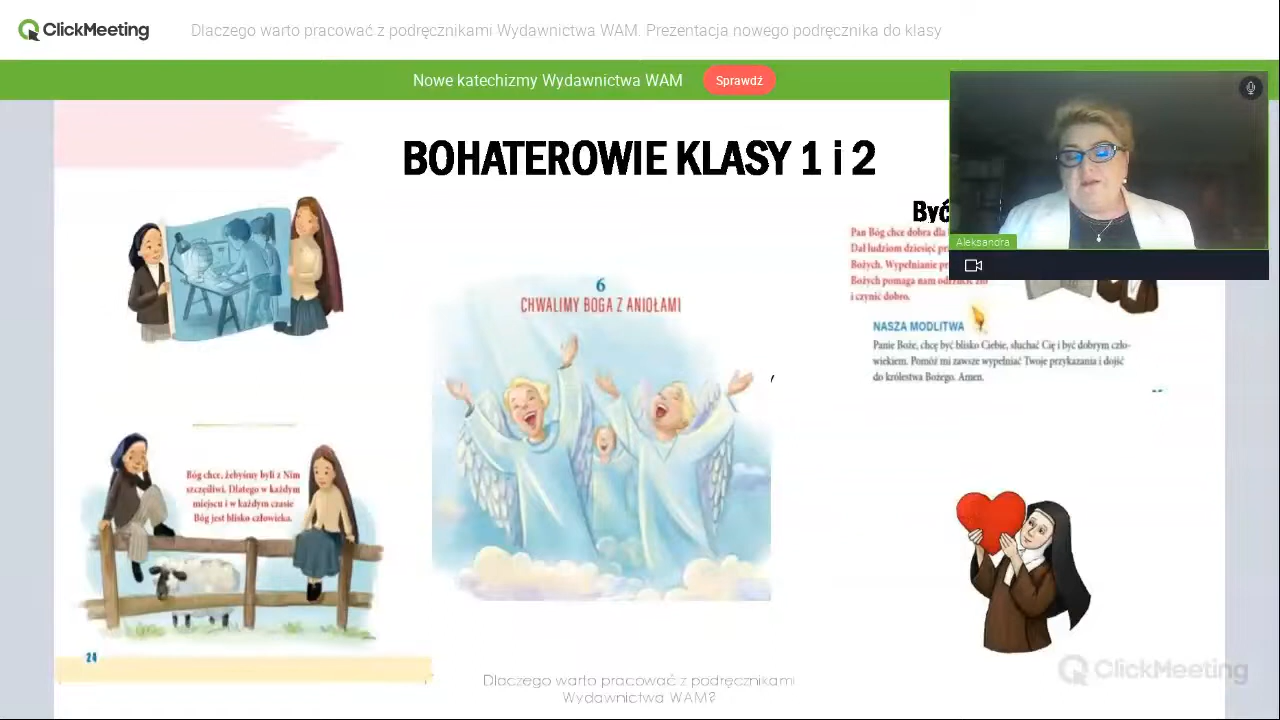 ClickMeeting
Dlaczego warto pracować z podręcznikami Wydawnictwa WAM. Prezentacja nowego podręcznika do klasy
Nowe katechizmy Wydawnictwa WAM
Sprawdź
BOHATEROWIE KLASY 1 i 2
Aleksandra
Być
Pan Bóg chce dobra dla
Dał ludziom dziesięć
Bożych. Wypełnianie
Bożych pomaga nam odrzucić zło
i czynić dobro.
NASZA MODLITWA
Panie Boże, chcę być blisko Ciebie, słuchać Cię i być dobrym czło-
wiekiem. Pomóż mi zawsze wypełniać Twoje przykazania i dojść
do królestwa Bożego. Amen.
6
CHWALIMY BOGA Z ANIOŁAMI
Bóg chce, żebyśmy byli z Nim
szczęśliwi. Dlatego w każdym
miejscu i w każdym czasie
Bóg jest blisko człowieka.
24
Dlaczego warto pracować z podręcznikami
Wydawnictwa WAM?
ClickMeeting